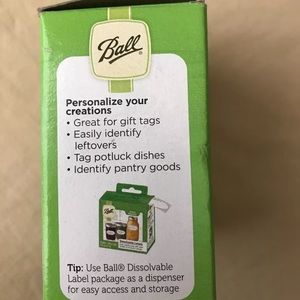 Ball®
Personalize your
creations
• Great for gift tags
• Easily identify
leftovers
• Tag potluck dishes
• Identify pantry goods
Ball
Tip: Use Ball® Dissolvable
Label package as a dispenser
for easy access and storage